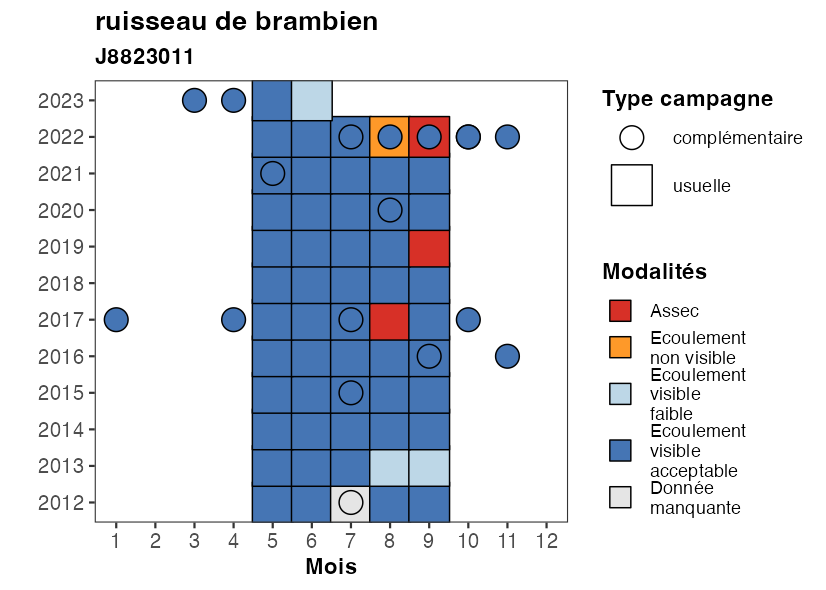 ruisseau de brambien
J8823011
2023
2022
2021
2020
2019
2018
2017
2016
2015
2014
2013
2012
1 2 3 4 5 6 7 8 9 10 11 12
Mois
Type campagne
complémentaire
usuelle
Modalités
Assec
Ecoulement
non visible
Ecoulement
visible
faible
Ecoulement
visible
acceptable
Donnée
manquante